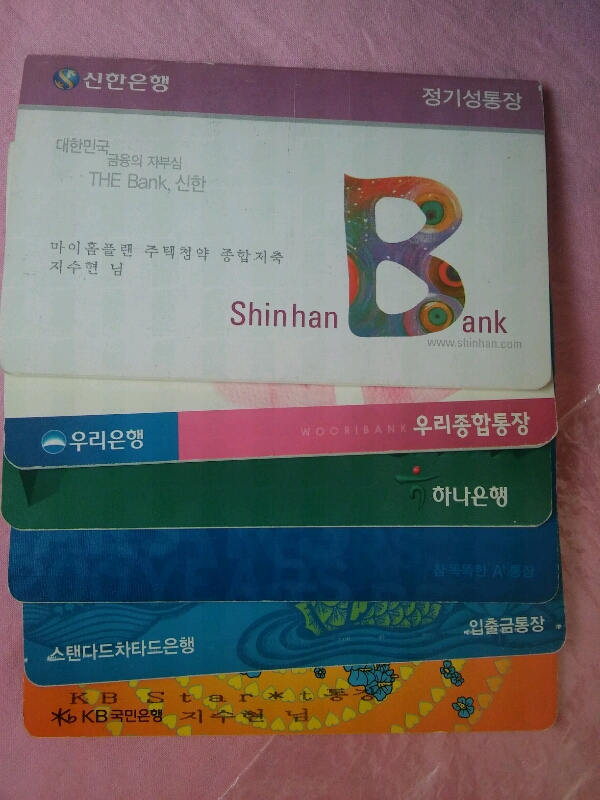 신한은행
정기성통장
대한민국
금융의 자부심
THE Bank, 신한
마이홈플랜 주택청약 종합저축
지수현 님
Shinhan Bank
www.shinhan.com
우리은행
WOORIBANK 우리종합통장
하나은행
참똑똑한 A+통장
입출금통장
스탠다드차타드은행
KB Star*t통장
KB국민은행 지수현 님